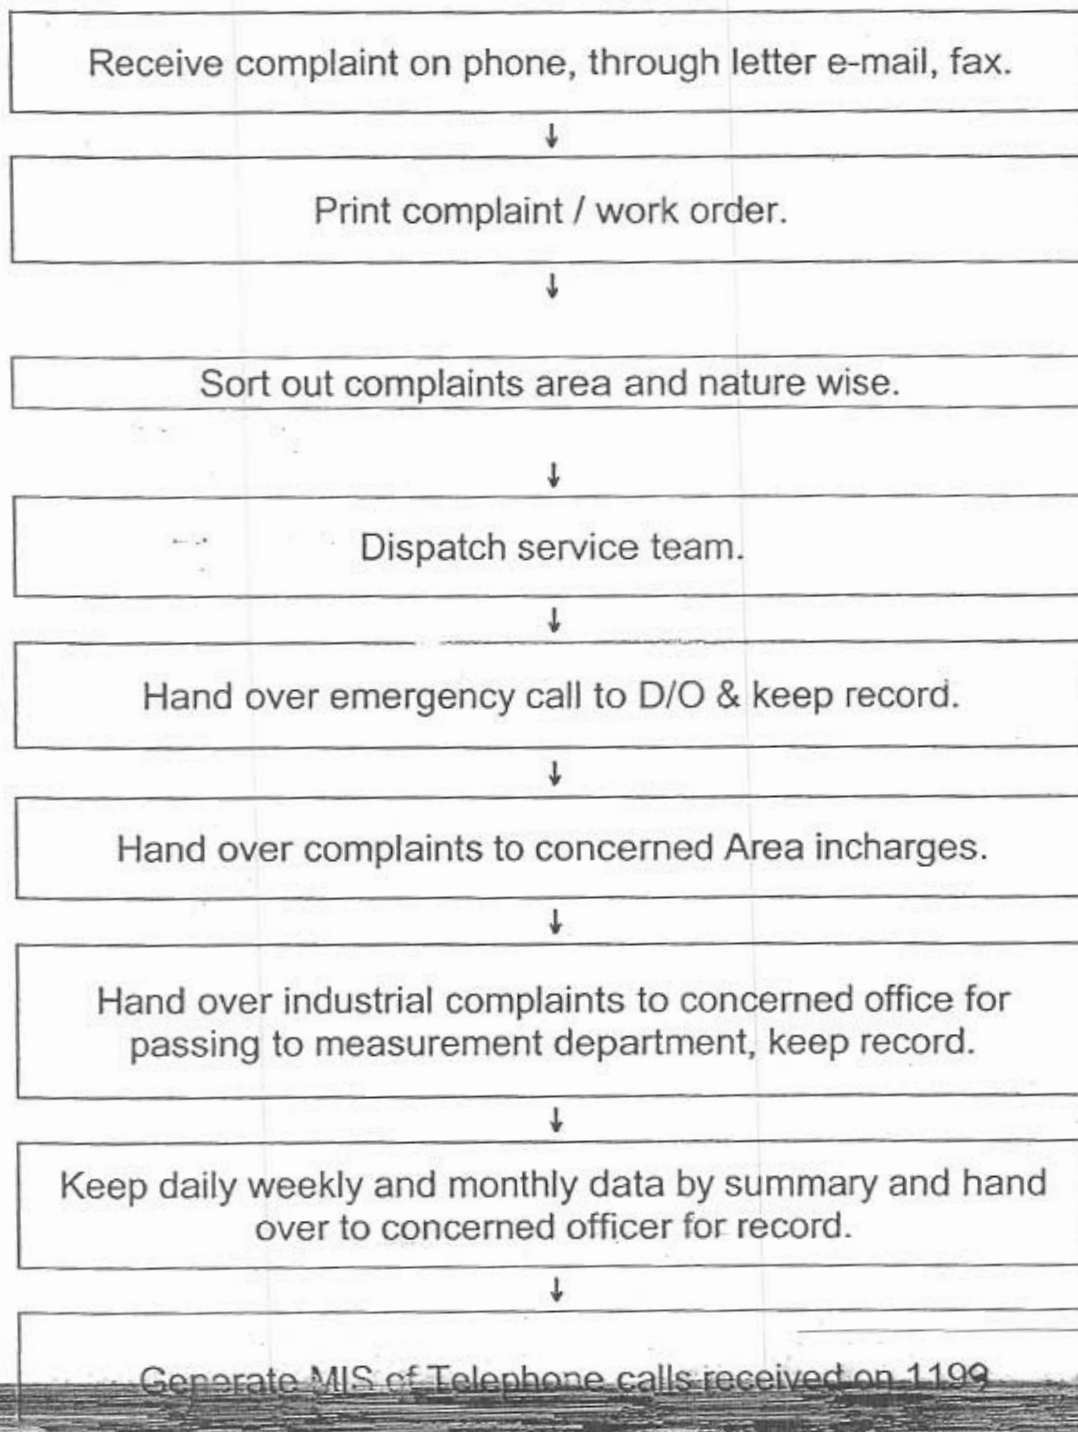 Receive complaint on phone, through letter e-mail, fax.
↓
Print complaint / work order.
↓
Sort out complaints area and nature wise.
↓
Dispatch service team.
↓
Hand over emergency call to D/O & keep record.
↓
Hand over complaints to concerned Area incharges.
↓
Hand over industrial complaints to concerned office for
passing to measurement department, keep record.
↓
Keep daily weekly and monthly data by summary and hand
over to concerned officer for record.
↓
Generate MIS of Telephone calls received on 1199